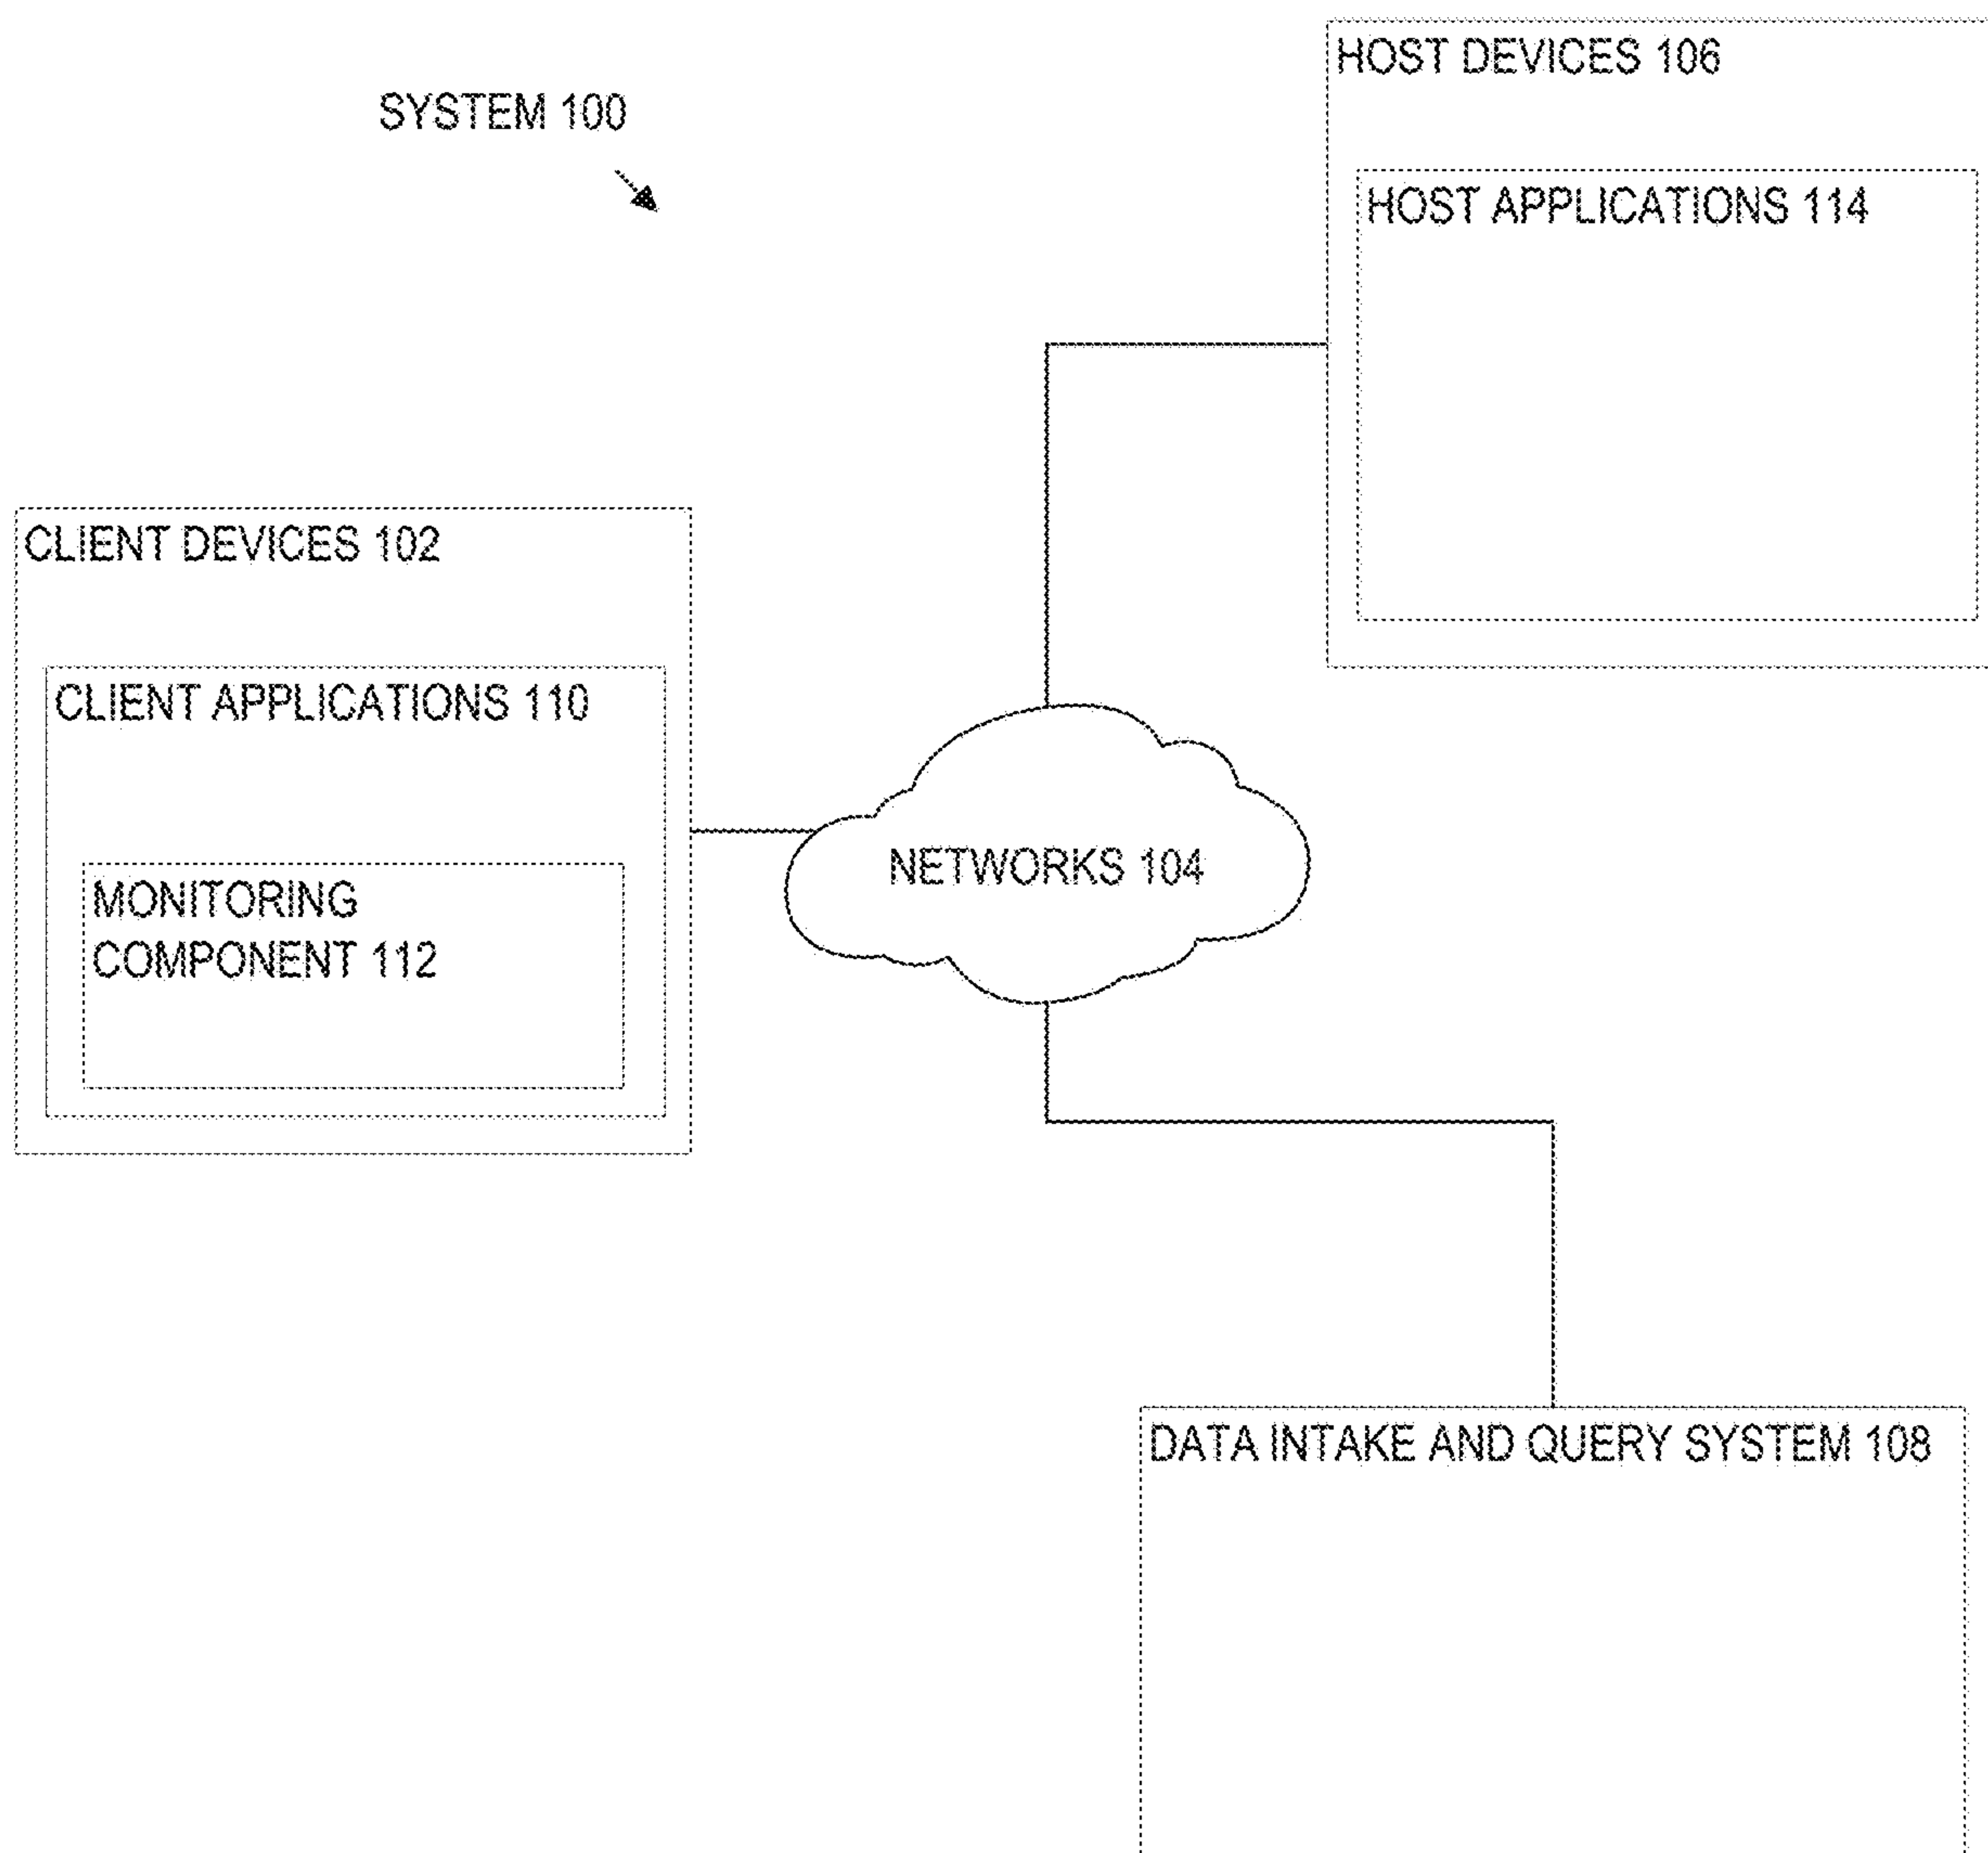 SYSTEM 100
HOST DEVICES 106
HOST APPLICATIONS 114
CLIENT DEVICES 102
CLIENT APPLICATIONS 110
MONITORING
COMPONENT 112
NETWORKS 104
DATA INTAKE AND QUERY SYSTEM 108